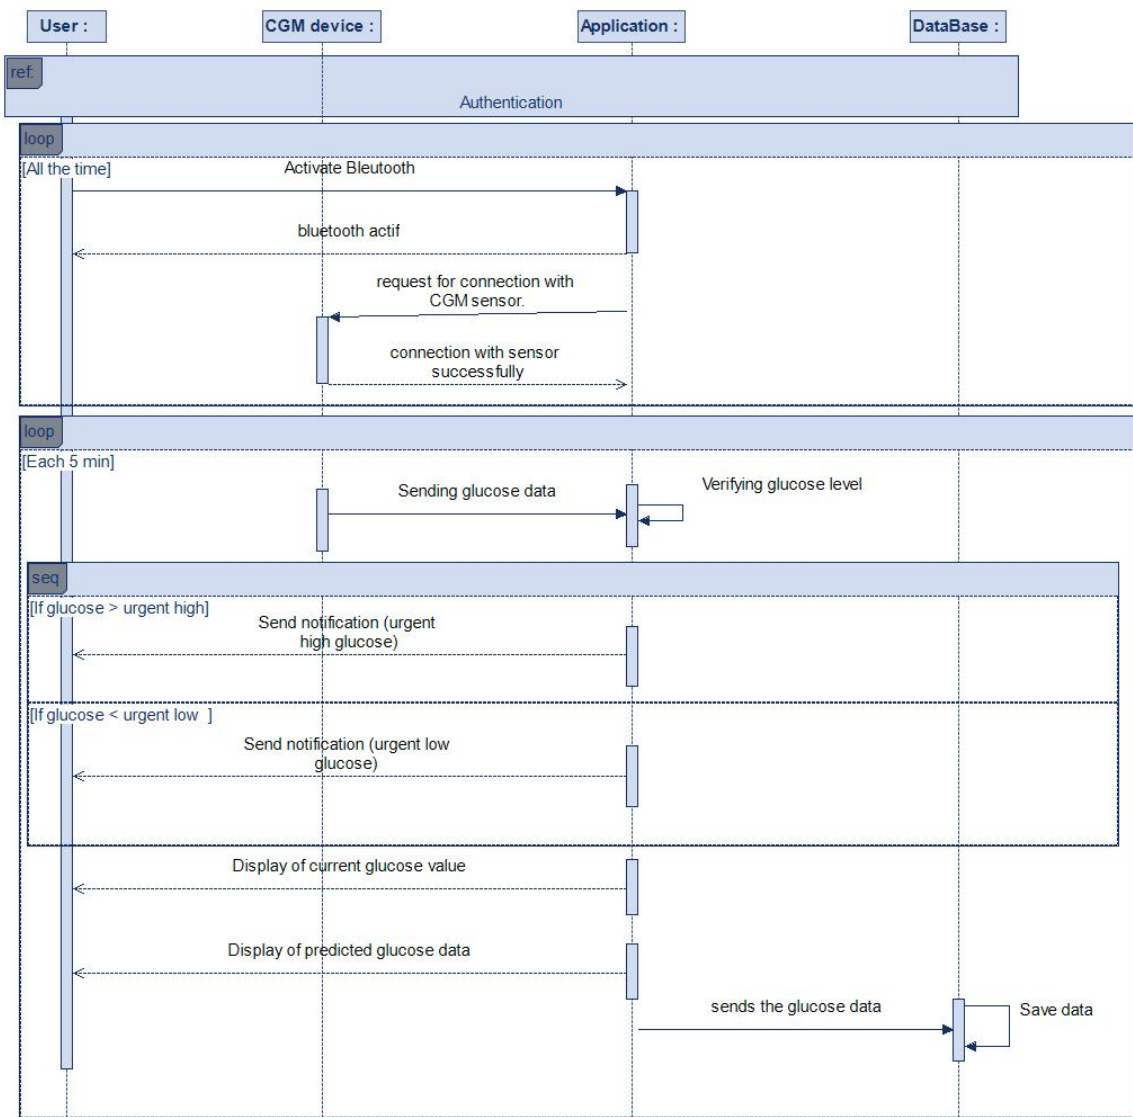 User :
CGM device :
Application :
DataBase :
ref:
Authentication
loop
[All the time]
Activate Bleutooth
bluetooth actif
request for connection with
CGM sensor.
connection with sensor
successfully
loop
[Each 5 min]
Sending glucose data
Verifying glucose level
seq
[If glucose > urgent high]
Send notification (urgent
high glucose)
[If glucose < urgent low ]
Send notification (urgent low
glucose)
Display of current glucose value
Display of predicted glucose data
sends the glucose data
Save data